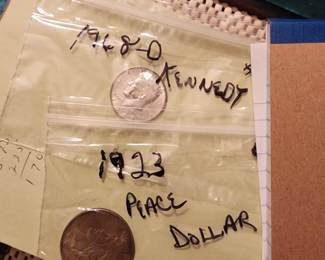 1968-D
KENNEDY
1923
PEACE
DOLLAR